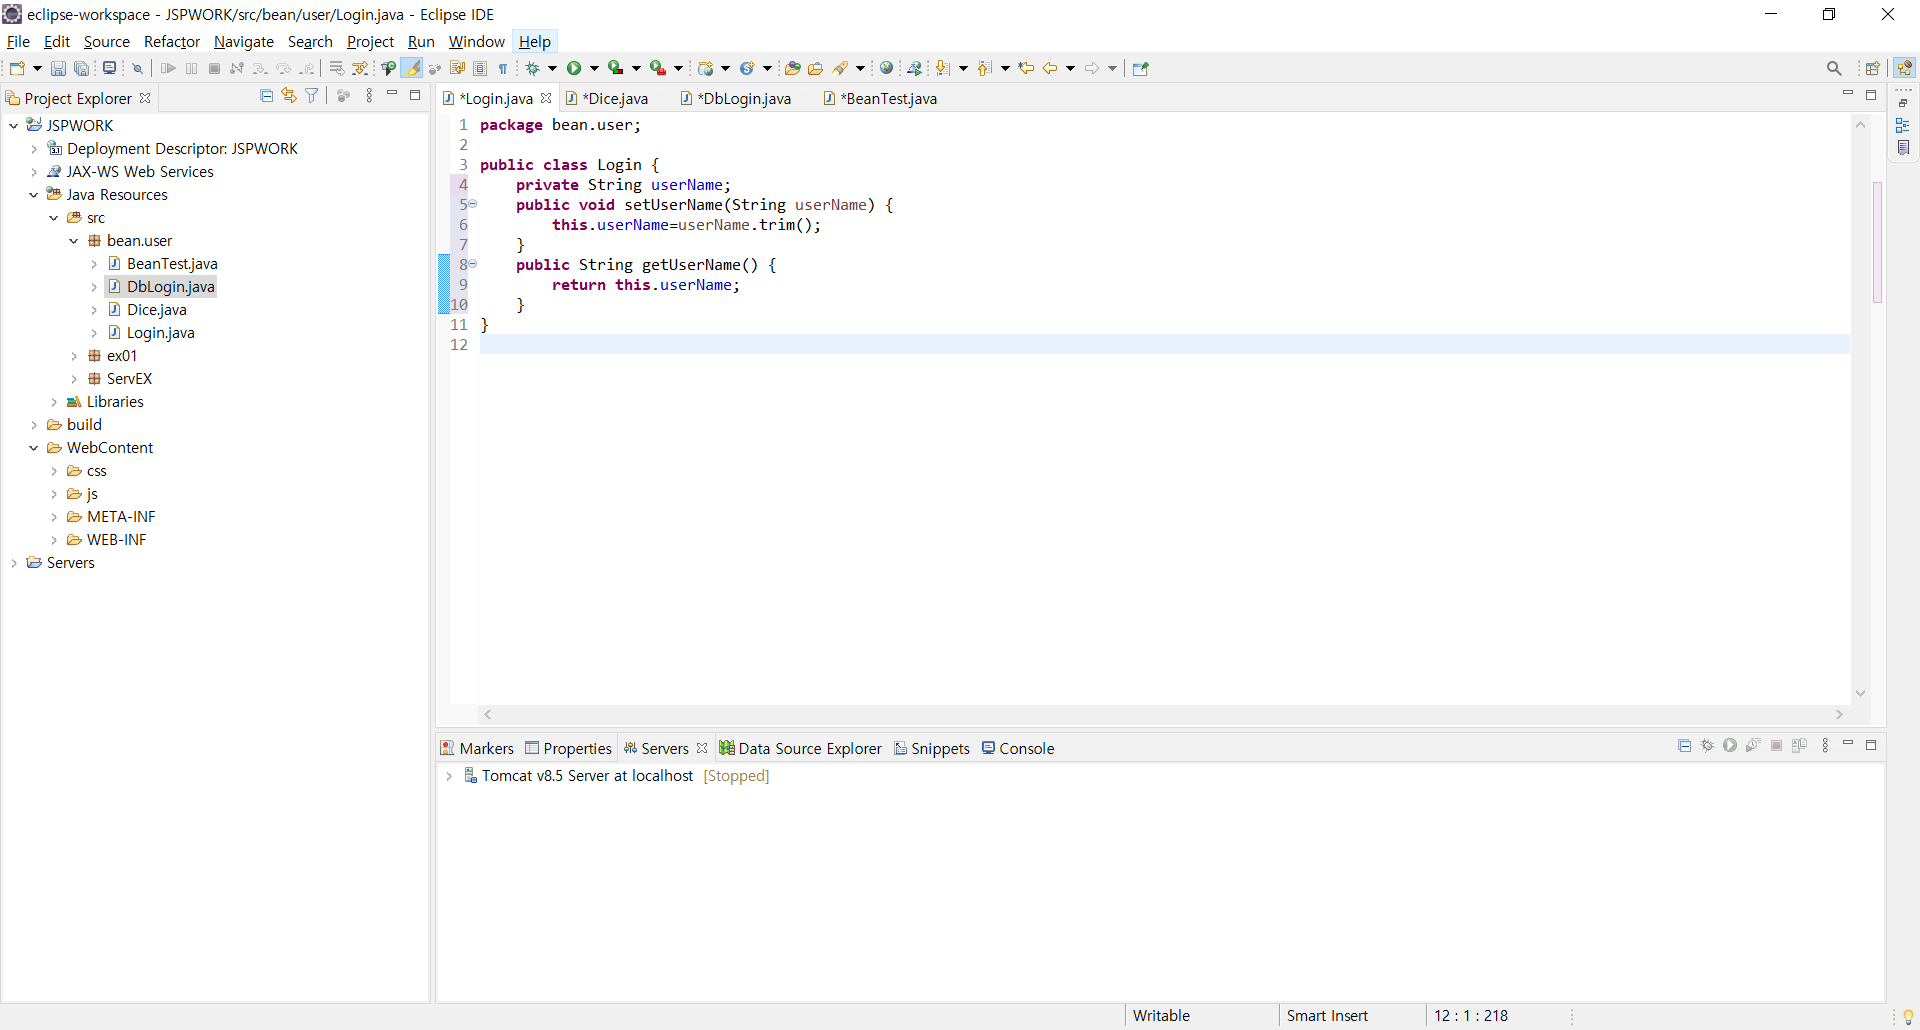 eclipse-workspace - JSPWORK/src/bean/user/Login.java - Eclipse IDE
File Edit Source Refactor Navigate Search Project Run Window Help
Project Explorer
JSPWORK
Deployment Descriptor: JSPWORK
JAX-WS Web Services
Java Resources
src
bean.user
BeanTest.java
DbLogin.java
Dice.java
Login.java
ex01
ServEX
Libraries
build
WebContent
css
js
META-INF
WEB-INF
Servers
*Login.java *Dice.java *DbLogin.java *BeanTest.java
1 package bean.user;
2
3 public class Login {
4 private String userName;
5 public void setUserName(String userName) {
6 this.userName=userName.trim();
7 }
8 public String getUserName() {
9 return this.userName;
10 }
11 }
12
Markers Properties Servers Data Source Explorer Snippets Console
Tomcat v8.5 Server at localhost [Stopped]
Writable Smart Insert 12 : 1 : 218